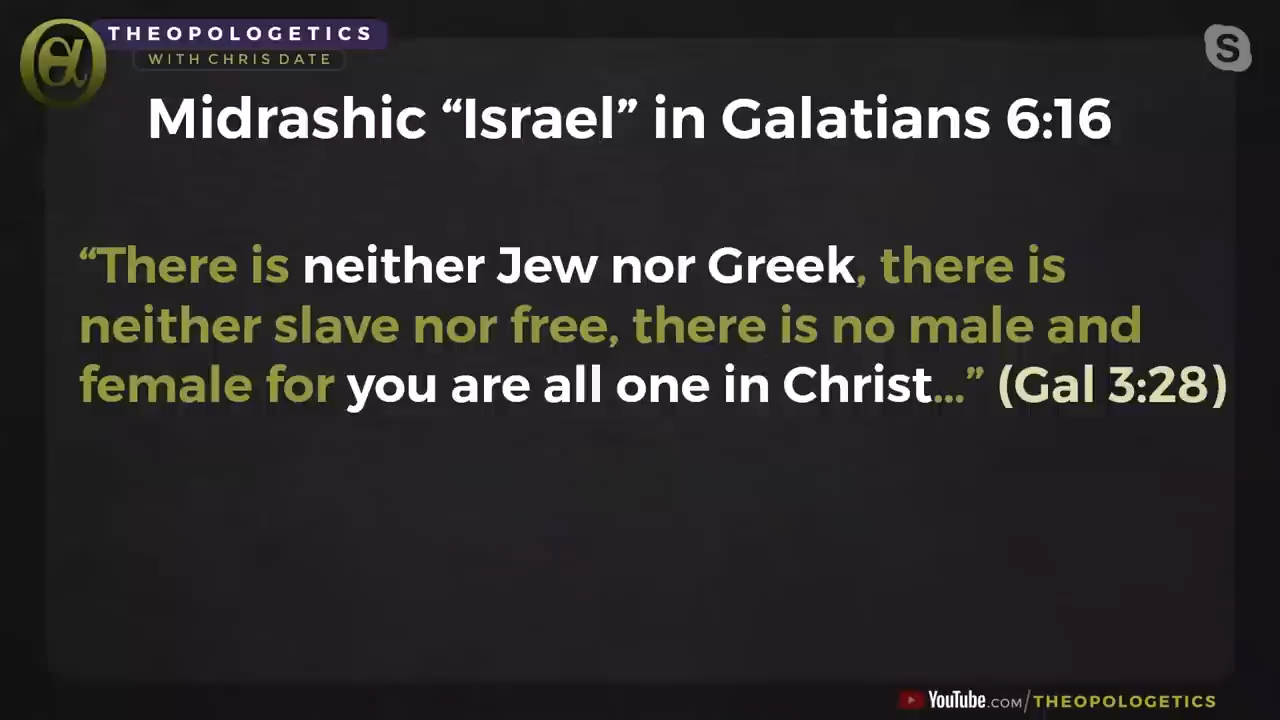 THEOPOLOGETICS
WITH CHRIS DATE
S
Midrashic “Israel” in Galatians 6:16
“There is neither Jew nor Greek, there is
neither slave nor free, there is no male and
female for you are all one in Christ...” (Gal 3:28)
YouTube.COM/THEOPOLOGETICS